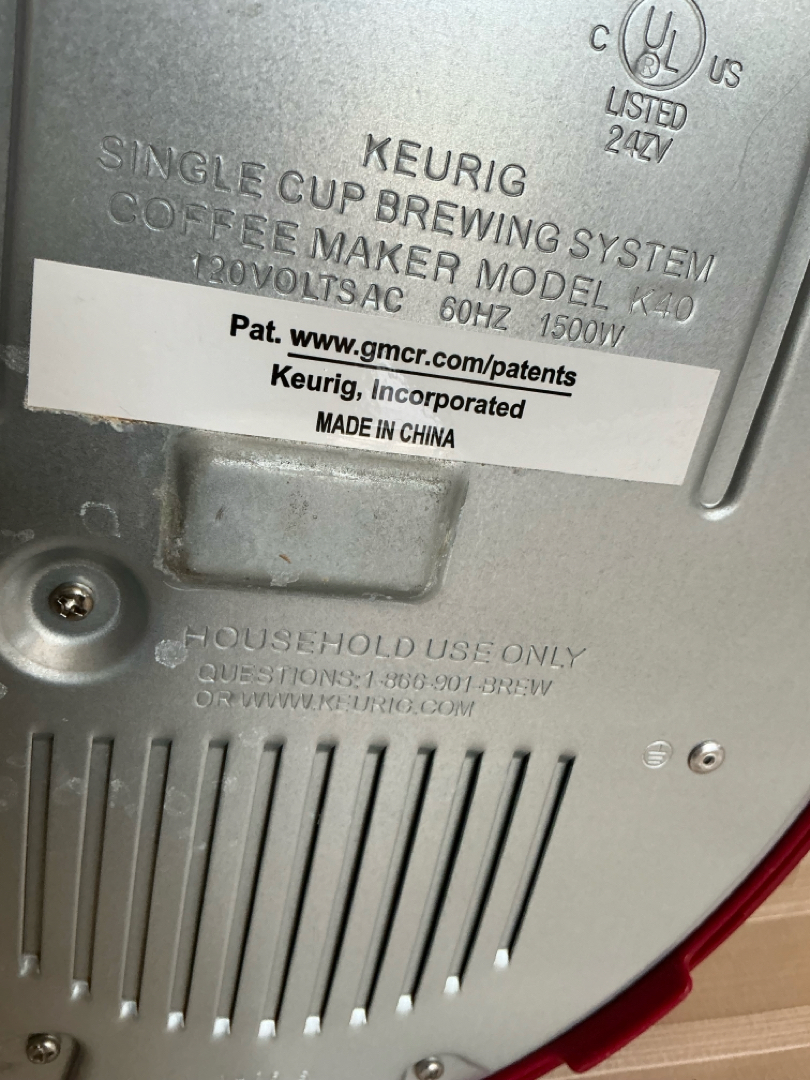 C UL® US
LISTED
24ZV
KEURIG
SINGLE CUP BREWING SYSTEM
COFFEE MAKER MODEL K40
120VOLTSAC 60HZ 1500W
Pat. www.gmcr.com/patents
Keurig, Incorporated
MADE IN CHINA
HOUSEHOLD USE ONLY
QUESTIONS:1-866-901-BREW
OR WWW.KEURIG.COM